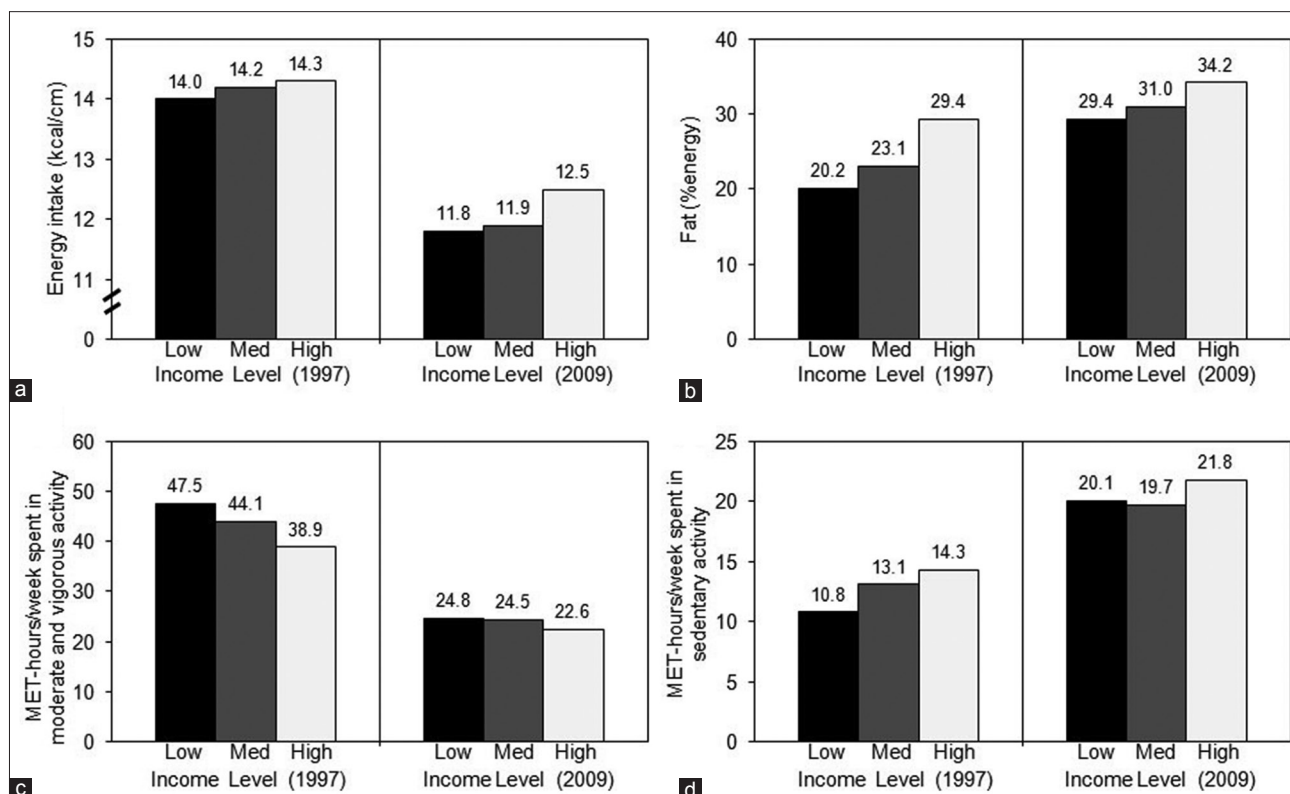 Energy intake (kcal/cm)
15
14
13
12
11
0
14.0
14.2
14.3
11.8
11.9
12.5
Low Med High
Low Med High
Income Level (1997)
Income Level (2009)
a
Fat (%energy)
40
30
20
10
0
20.2
23.1
29.4
29.4
31.0
34.2
Low Med High
Low Med High
Income Level (1997)
Income Level (2009)
b
MET-hours/week spent in
moderate and vigorous activity
60
50
40
30
20
10
0
47.5
44.1
38.9
24.8
24.5
22.6
Low Med High
Low Med High
Income Level (1997)
Income Level (2009)
c
MET-hours/week spent in
sedentary activity
25
20
15
10
5
0
10.8
13.1
14.3
20.1
19.7
21.8
Low Med High
Low Med High
Income Level (1997)
Income Level (2009)
d